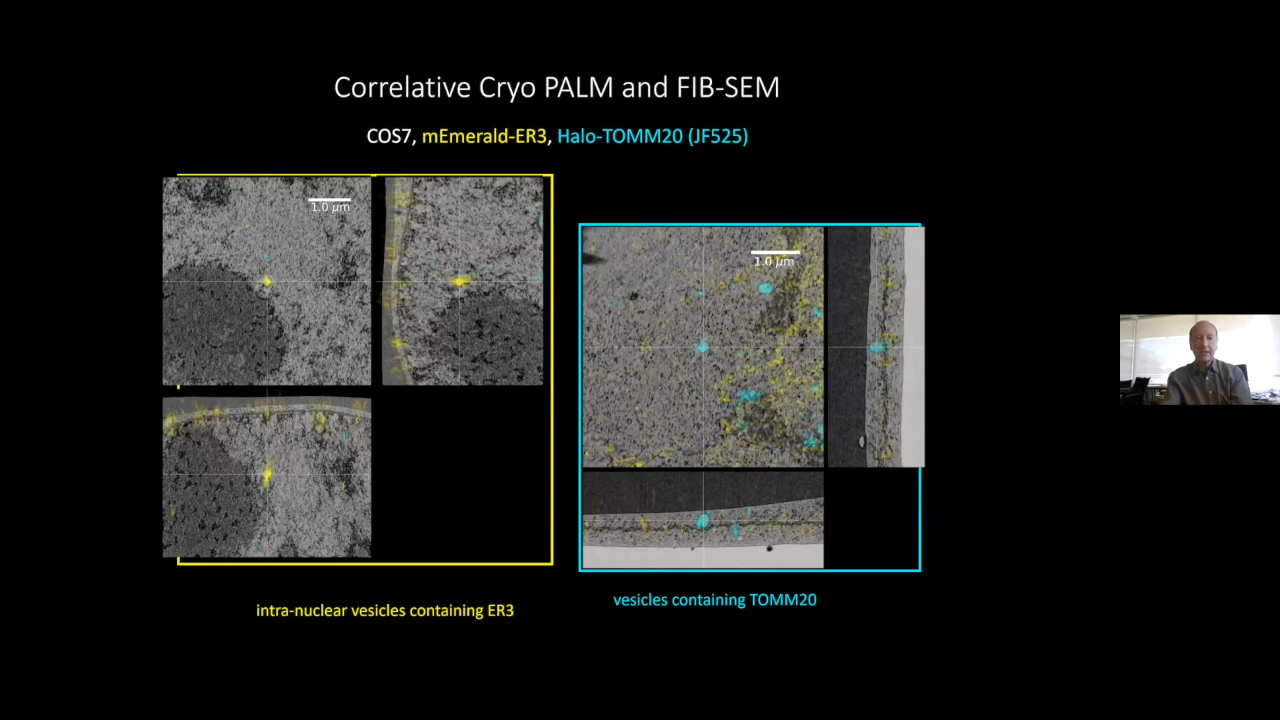 Correlative Cryo PALM and FIB-SEM
COS7, mEmerald-ER3, Halo-TOMM20 (JF525)
1.0 μm
1.0 μm
intra-nuclear vesicles containing ER3
vesicles containing TOMM20